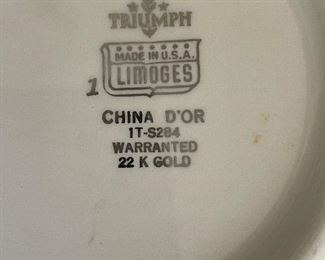 TRIUMPH
MADE IN U.S.A.
LIMOGES
1
CHINA D'OR
1T-S284
WARRANTED
22 K GOLD